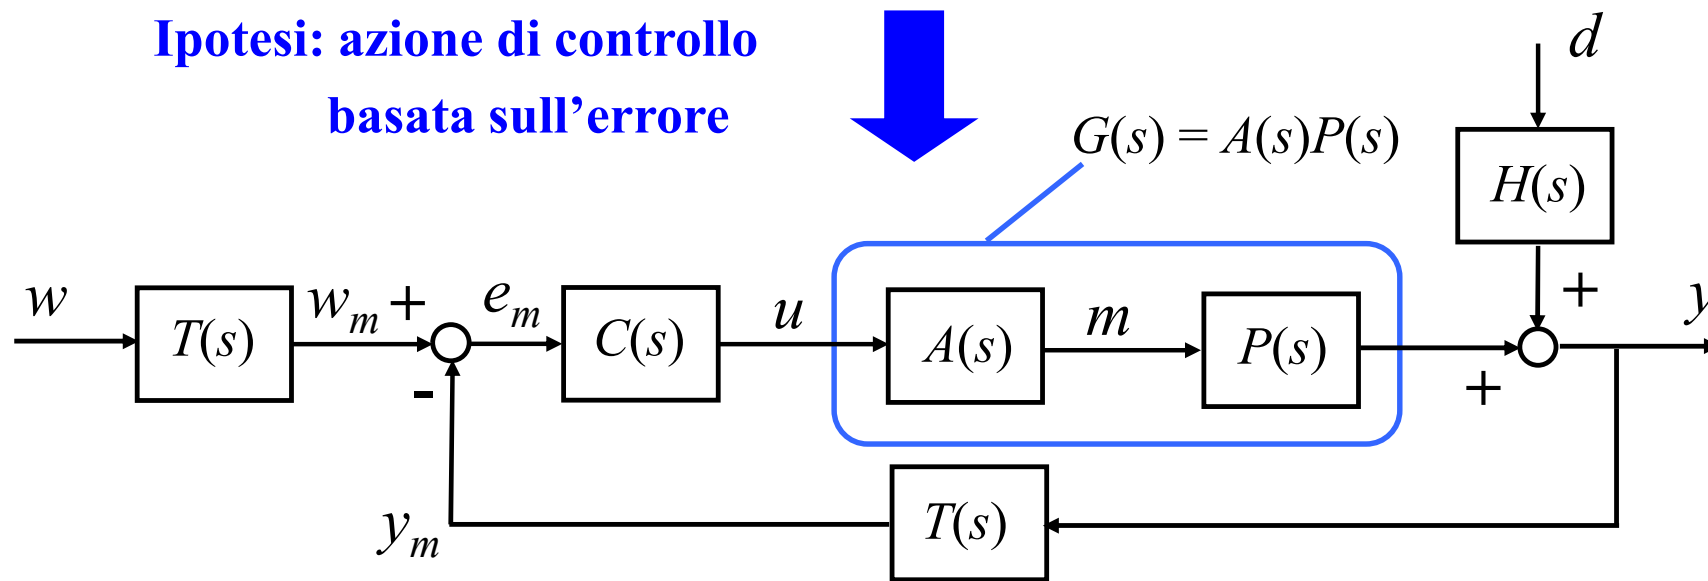 Ipotesi: azione di controllo
basata sull’errore
d
G(s) = A(s)P(s)
H(s)
w
T(s)
w_m
+
-
e_m
C(s)
u
A(s)
m
P(s)
+
+
y
T(s)
y_m